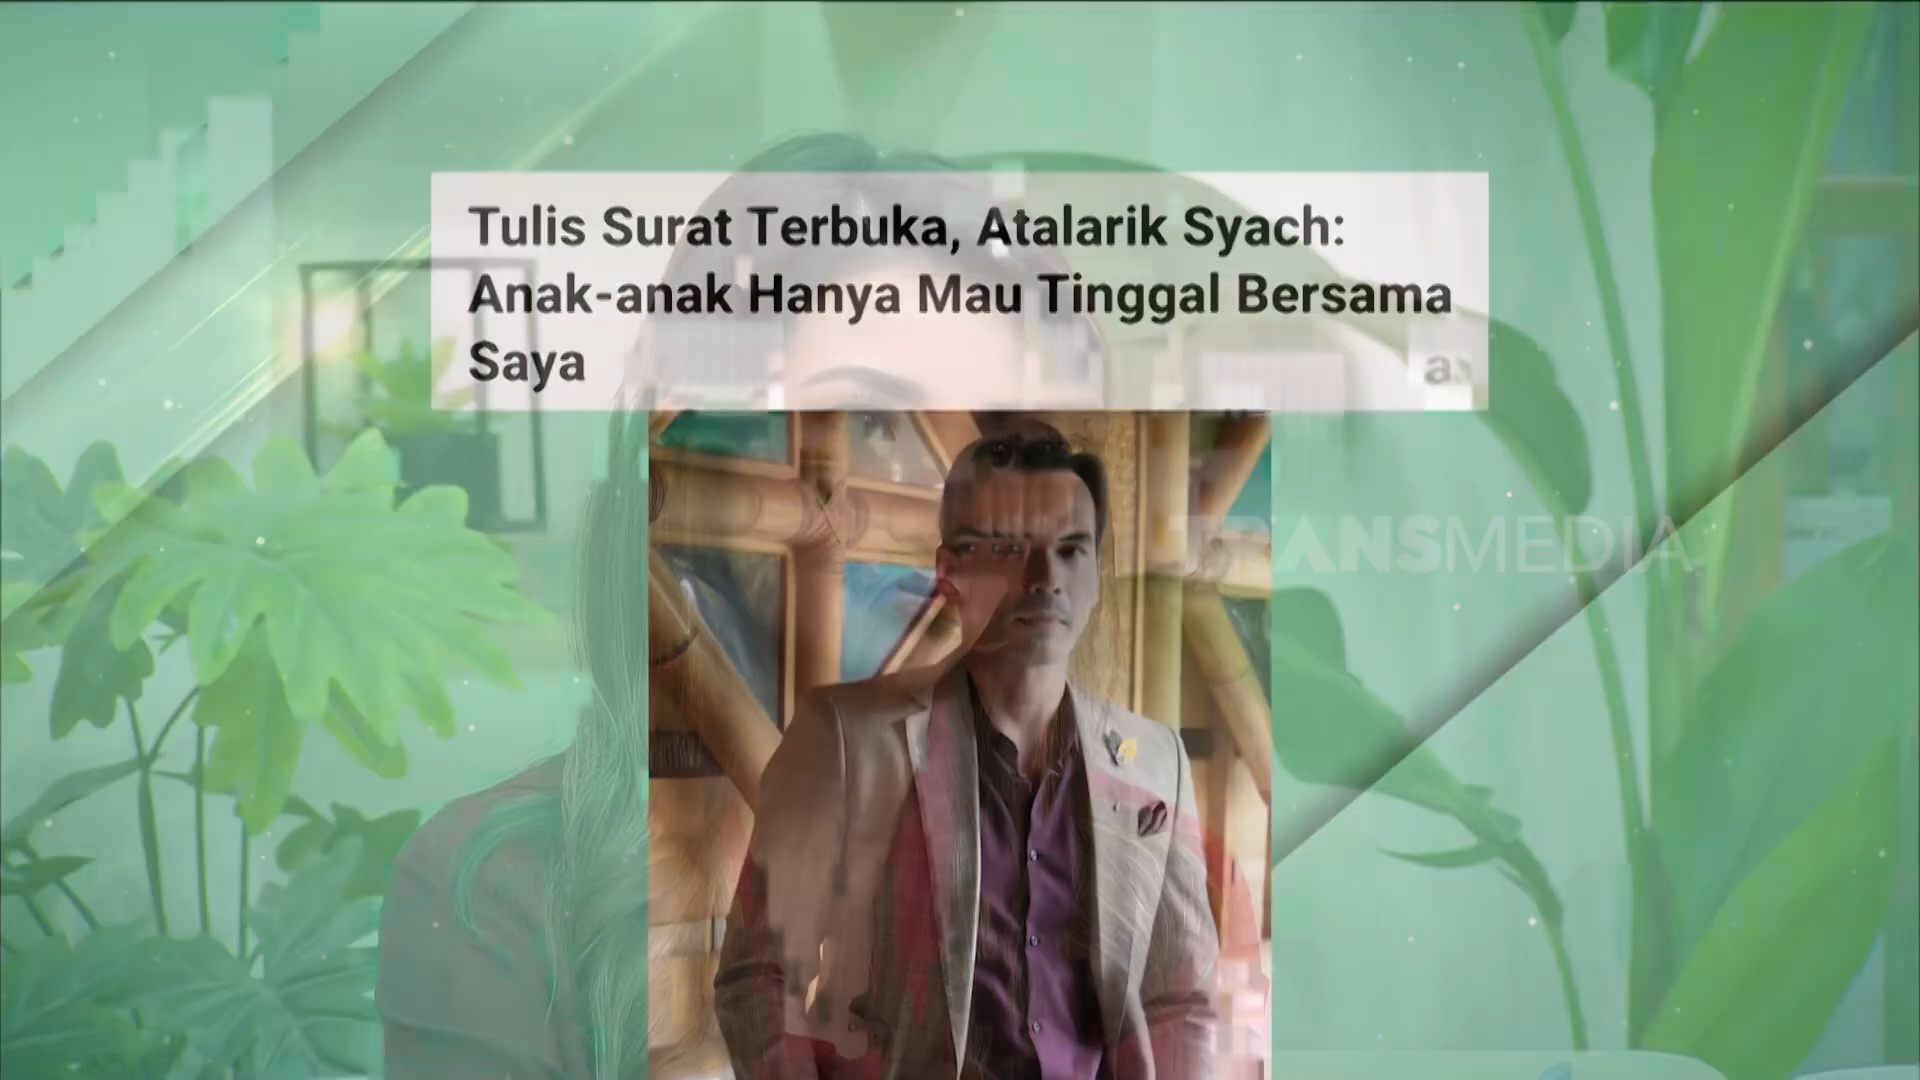 Tulis Surat Terbuka, Atalarik Syach:
Anak-anak Hanya Mau Tinggal Bersama
Saya
TRANSMEDIA